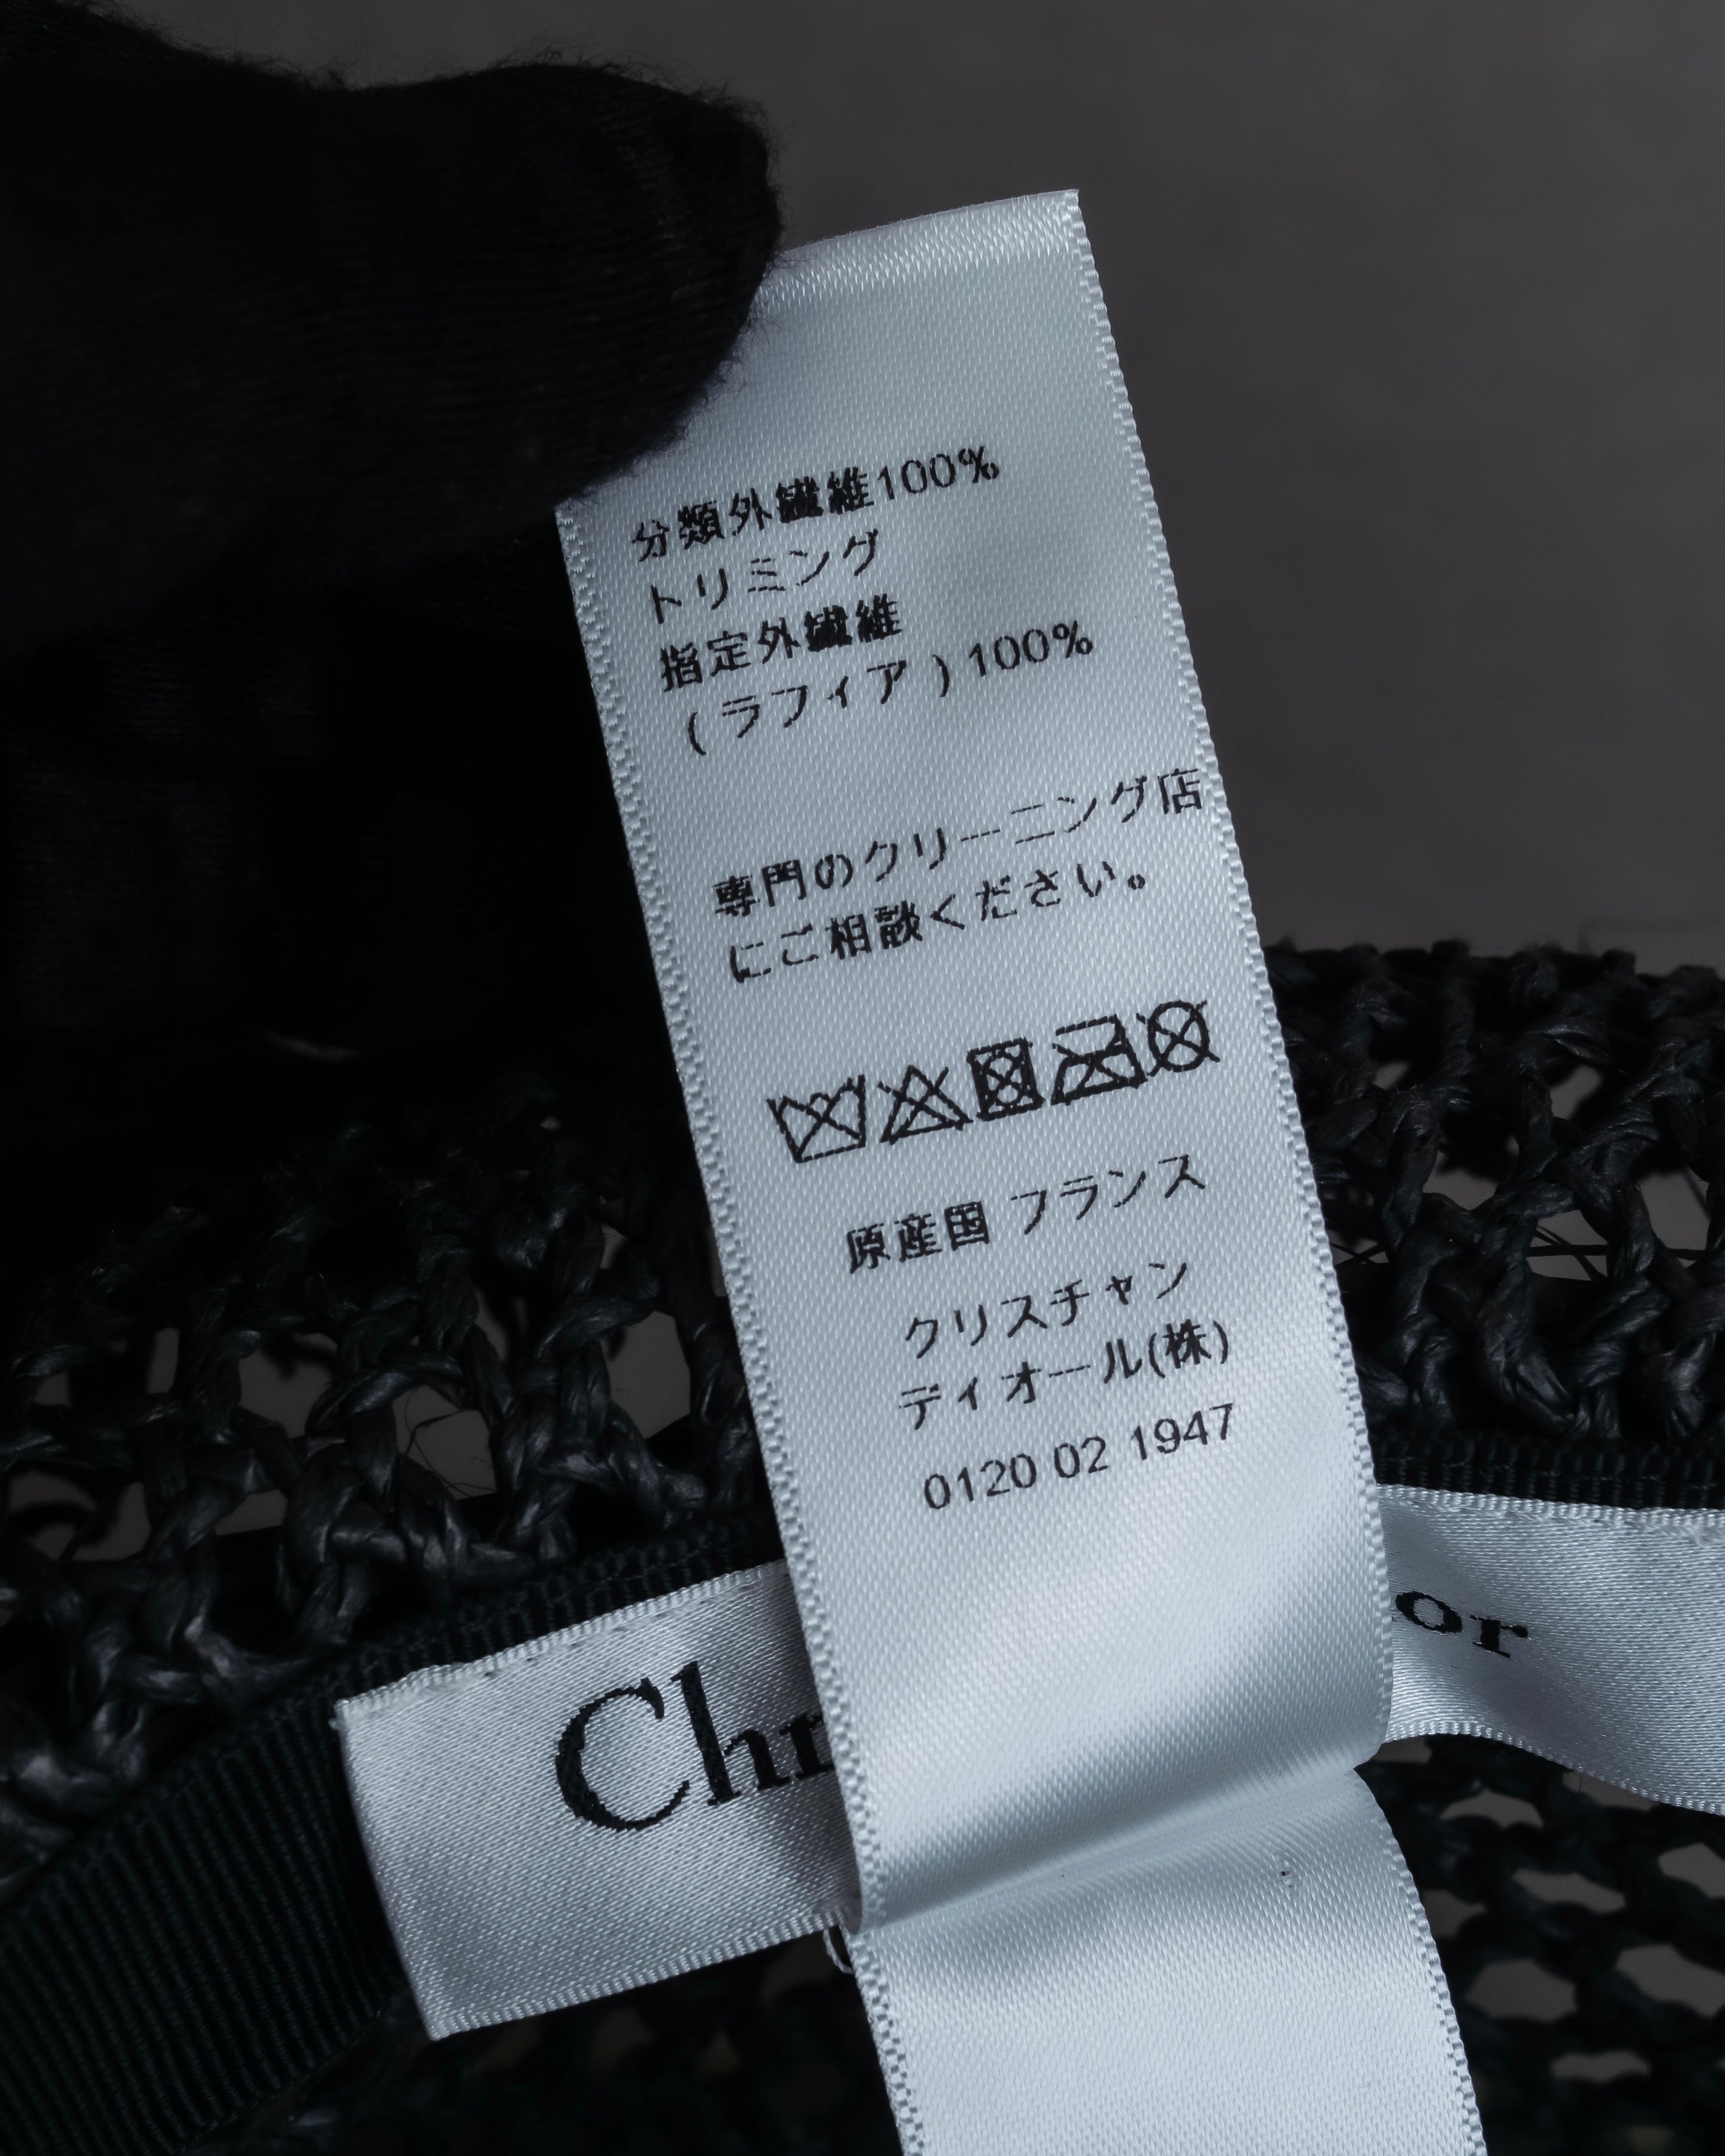 分類外繊維100%
トリミング
指定外繊維
(ラフィア)100%
専門のクリーニング店
にご相談ください。
原産国 フランス
クリスチャン
ディオール(株)
0120 02 1947
Chr
or